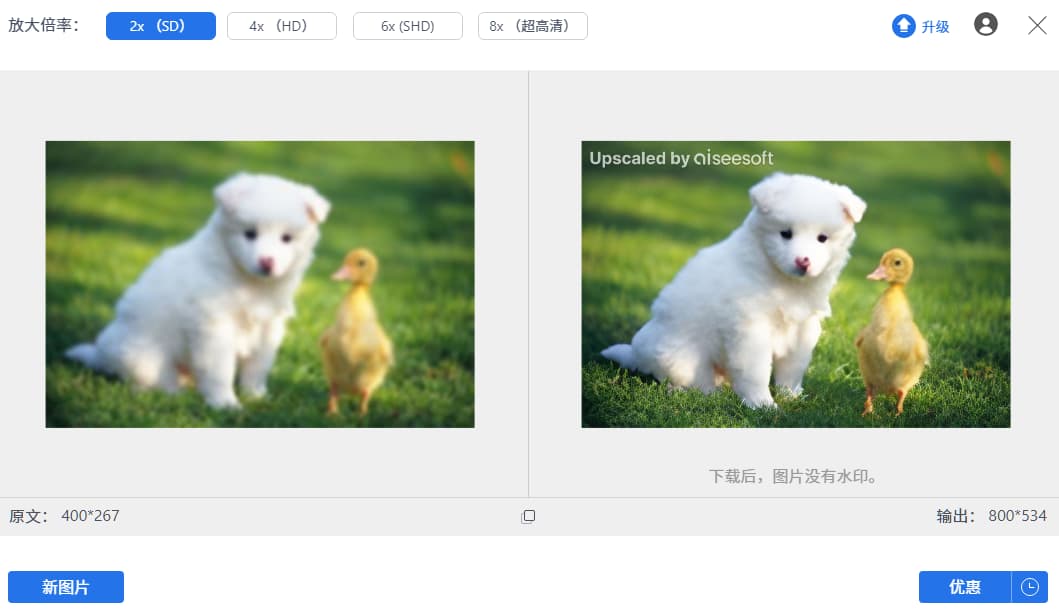 放大倍率： 2x （SD） 4x （HD） 6x (SHD) 8x （超高清） 升级
Upscaled by aiseesoft
下载后，图片没有水印。
原文： 400*267 输出： 800*534
新图片 优惠